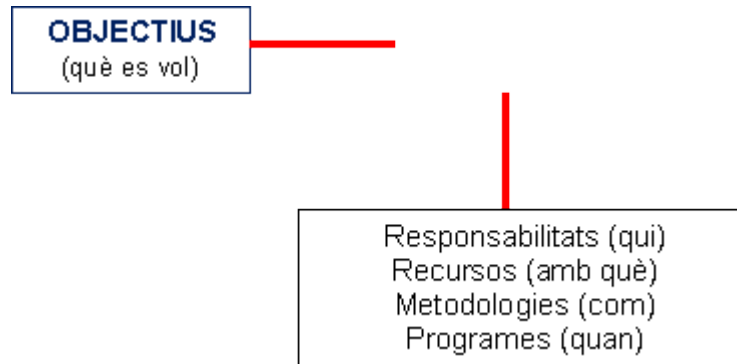 OBJECTIUS
(què es vol)
Responsabilitats (qui)
Recursos (amb què)
Metodologies (com)
Programes (quan)